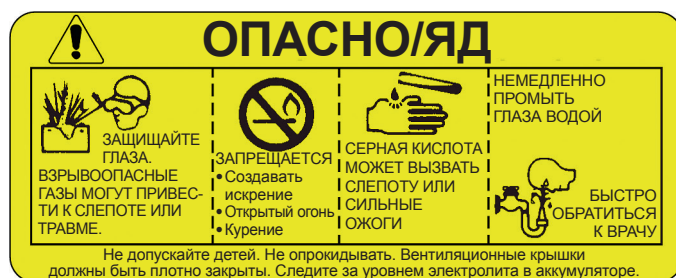 ОПАСНО/ЯД
ЗАЩИЩАЙТЕ
ГЛАЗА.
ВЗРЫВООПАСНЫЕ
ГАЗЫ МОГУТ ПРИВЕС-
ТИ К СЛЕПОТЕ ИЛИ
ТРАВМЕ.
ЗАПРЕЩАЕТСЯ
• Создавать
искрение
• Открытый огонь
• Курение
СЕРНАЯ КИСЛОТА
МОЖЕТ ВЫЗВАТЬ
СЛЕПОТУ ИЛИ
СИЛЬНЫЕ
ОЖОГИ
НЕМЕДЛЕННО
ПРОМЫТЬ
ГЛАЗА ВОДОЙ
БЫСТРО
ОБРАТИТЬСЯ
К ВРАЧУ
Не допускайте детей. Не опрокидывать. Вентиляционные крышки
должны быть плотно закрыты. Следите за уровнем электролита в аккумуляторе.